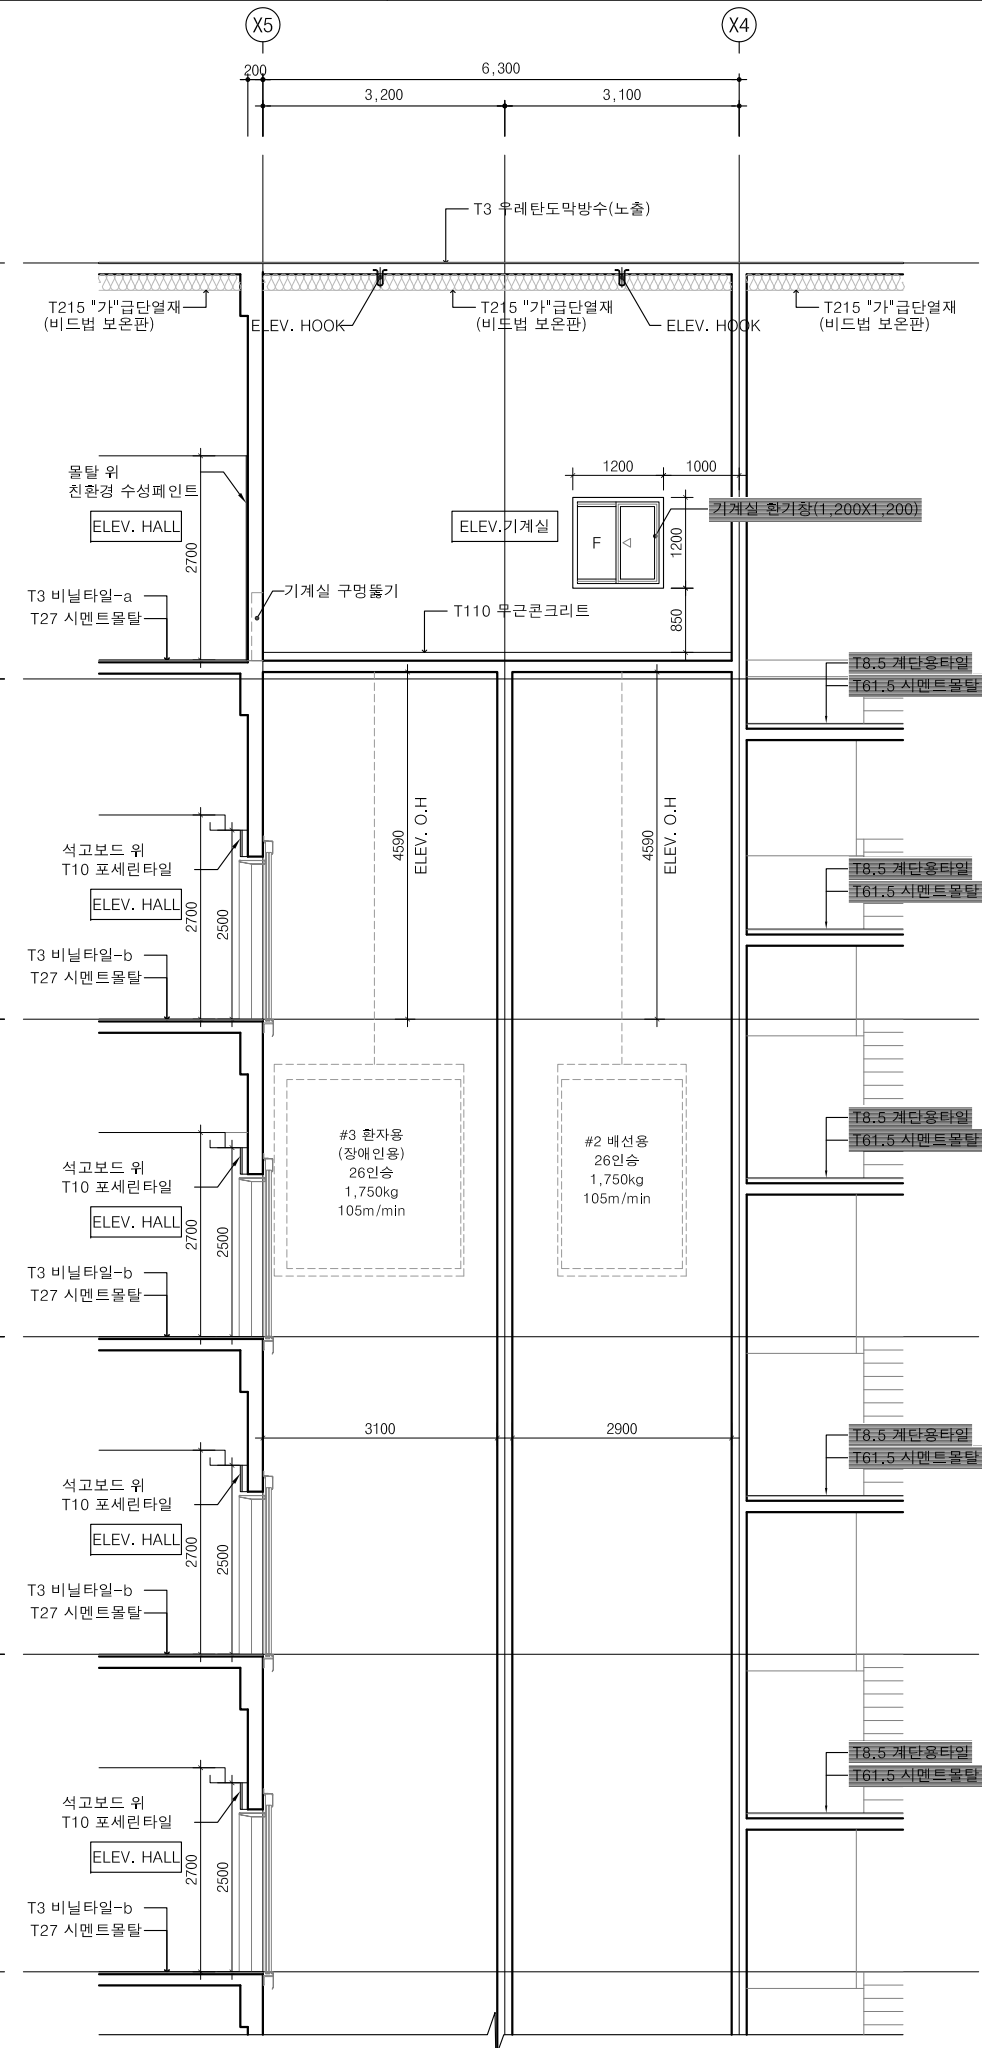 X5
X4
200
6,300
3,200
3,100
T3 우레탄도막방수(노출)
T215 "가"급단열재
(비드법 보온판)
ELEV. HOOK
T215 "가"급단열재
(비드법 보온판)
ELEV. HOOK
T215 "가"급단열재
(비드법 보온판)
몰탈 위
친환경 수성페인트
ELEV. HALL
2700
T3 비닐타일-a
T27 시멘트몰탈
기계실 구멍뚫기
ELEV.기계실
1200
1000
F
1200
850
기계실 환기창(1,200X1,200)
T110 무근콘크리트
T8.5 계단용타일
T61.5 시멘트몰탈
4590
ELEV. O.H
4590
ELEV. O.H
석고보드 위
T10 포세린타일
ELEV. HALL
2700
2500
T3 비닐타일-b
T27 시멘트몰탈
T8.5 계단용타일
T61.5 시멘트몰탈
#3 환자용
(장애인용)
26인승
1,750kg
105m/min
#2 배선용
26인승
1,750kg
105m/min
석고보드 위
T10 포세린타일
ELEV. HALL
2700
2500
T3 비닐타일-b
T27 시멘트몰탈
T8.5 계단용타일
T61.5 시멘트몰탈
3100
2900
석고보드 위
T10 포세린타일
ELEV. HALL
2700
2500
T3 비닐타일-b
T27 시멘트몰탈
T8.5 계단용타일
T61.5 시멘트몰탈
석고보드 위
T10 포세린타일
ELEV. HALL
2700
2500
T3 비닐타일-b
T27 시멘트몰탈
T8.5 계단용타일
T61.5 시멘트몰탈